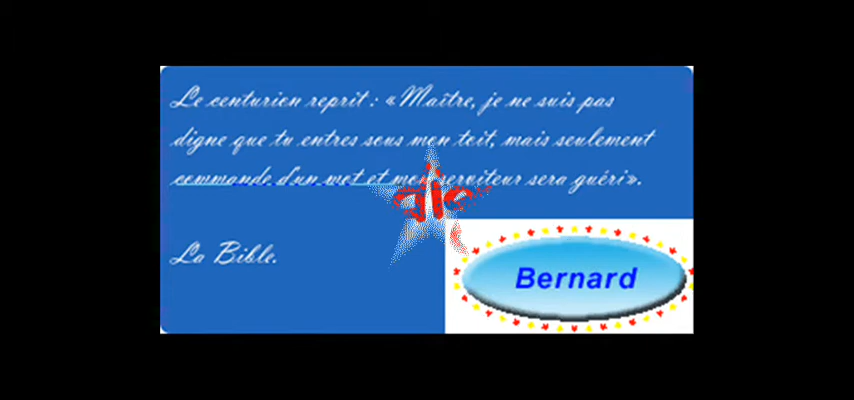 Le centurion reprit : «Maître, je ne suis pas
digne que tu entres sous mon toit, mais seulement
commande d'un mot et mon serviteur sera guéri».
La Bible.
Bernard